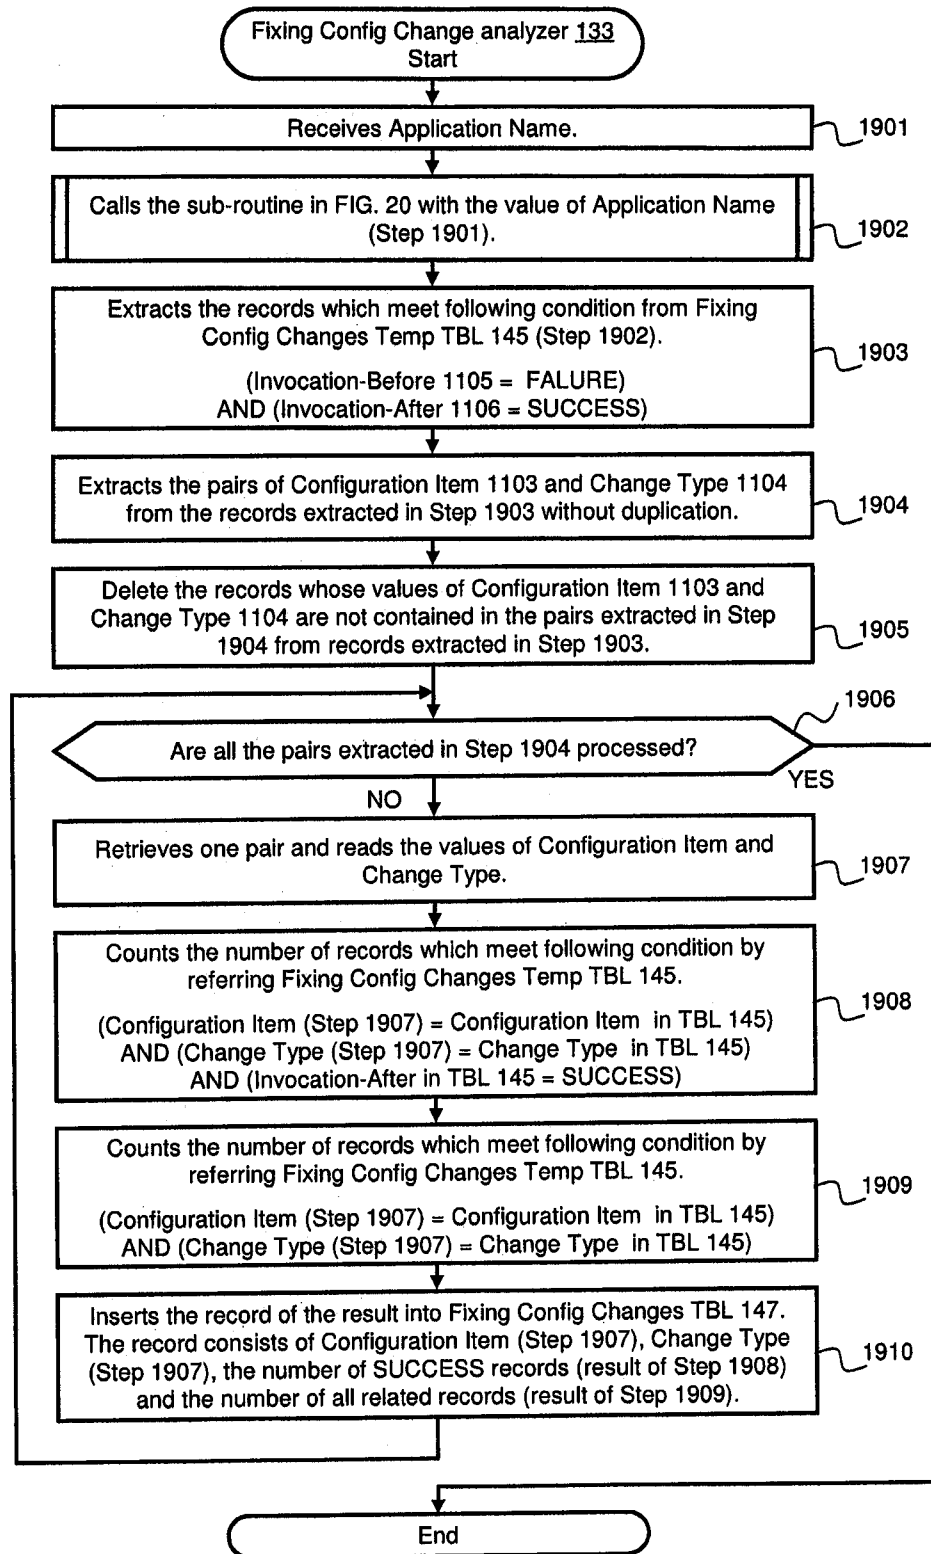 Fixing Config Change analyzer 133
Start
Receives Application Name.
1901
Calls the sub-routine in FIG. 20 with the value of Application Name
(Step 1901).
1902
Extracts the records which meet following condition from Fixing
Config Changes Temp TBL 145 (Step 1902).
(Invocation-Before 1105 = FALURE)
AND (Invocation-After 1106 = SUCCESS)
1903
Extracts the pairs of Configuration Item 1103 and Change Type 1104
from the records extracted in Step 1903 without duplication.
1904
Delete the records whose values of Configuration Item 1103 and
Change Type 1104 are not contained in the pairs extracted in Step
1904 from records extracted in Step 1903.
1905
1906
Are all the pairs extracted in Step 1904 processed?
YES
NO
Retrieves one pair and reads the values of Configuration Item and
Change Type.
1907
Counts the number of records which meet following condition by
referring Fixing Config Changes Temp TBL 145.
(Configuration Item (Step 1907) = Configuration Item in TBL 145)
AND (Change Type (Step 1907) = Change Type in TBL 145)
AND (Invocation-After in TBL 145 = SUCCESS)
1908
Counts the number of records which meet following condition by
referring Fixing Config Changes Temp TBL 145.
(Configuration Item (Step 1907) = Configuration Item in TBL 145)
AND (Change Type (Step 1907) = Change Type in TBL 145)
1909
Inserts the record of the result into Fixing Config Changes TBL 147.
The record consists of Configuration Item (Step 1907), Change Type
(Step 1907), the number of SUCCESS records (result of Step 1908)
and the number of all related records (result of Step 1909).
1910
End